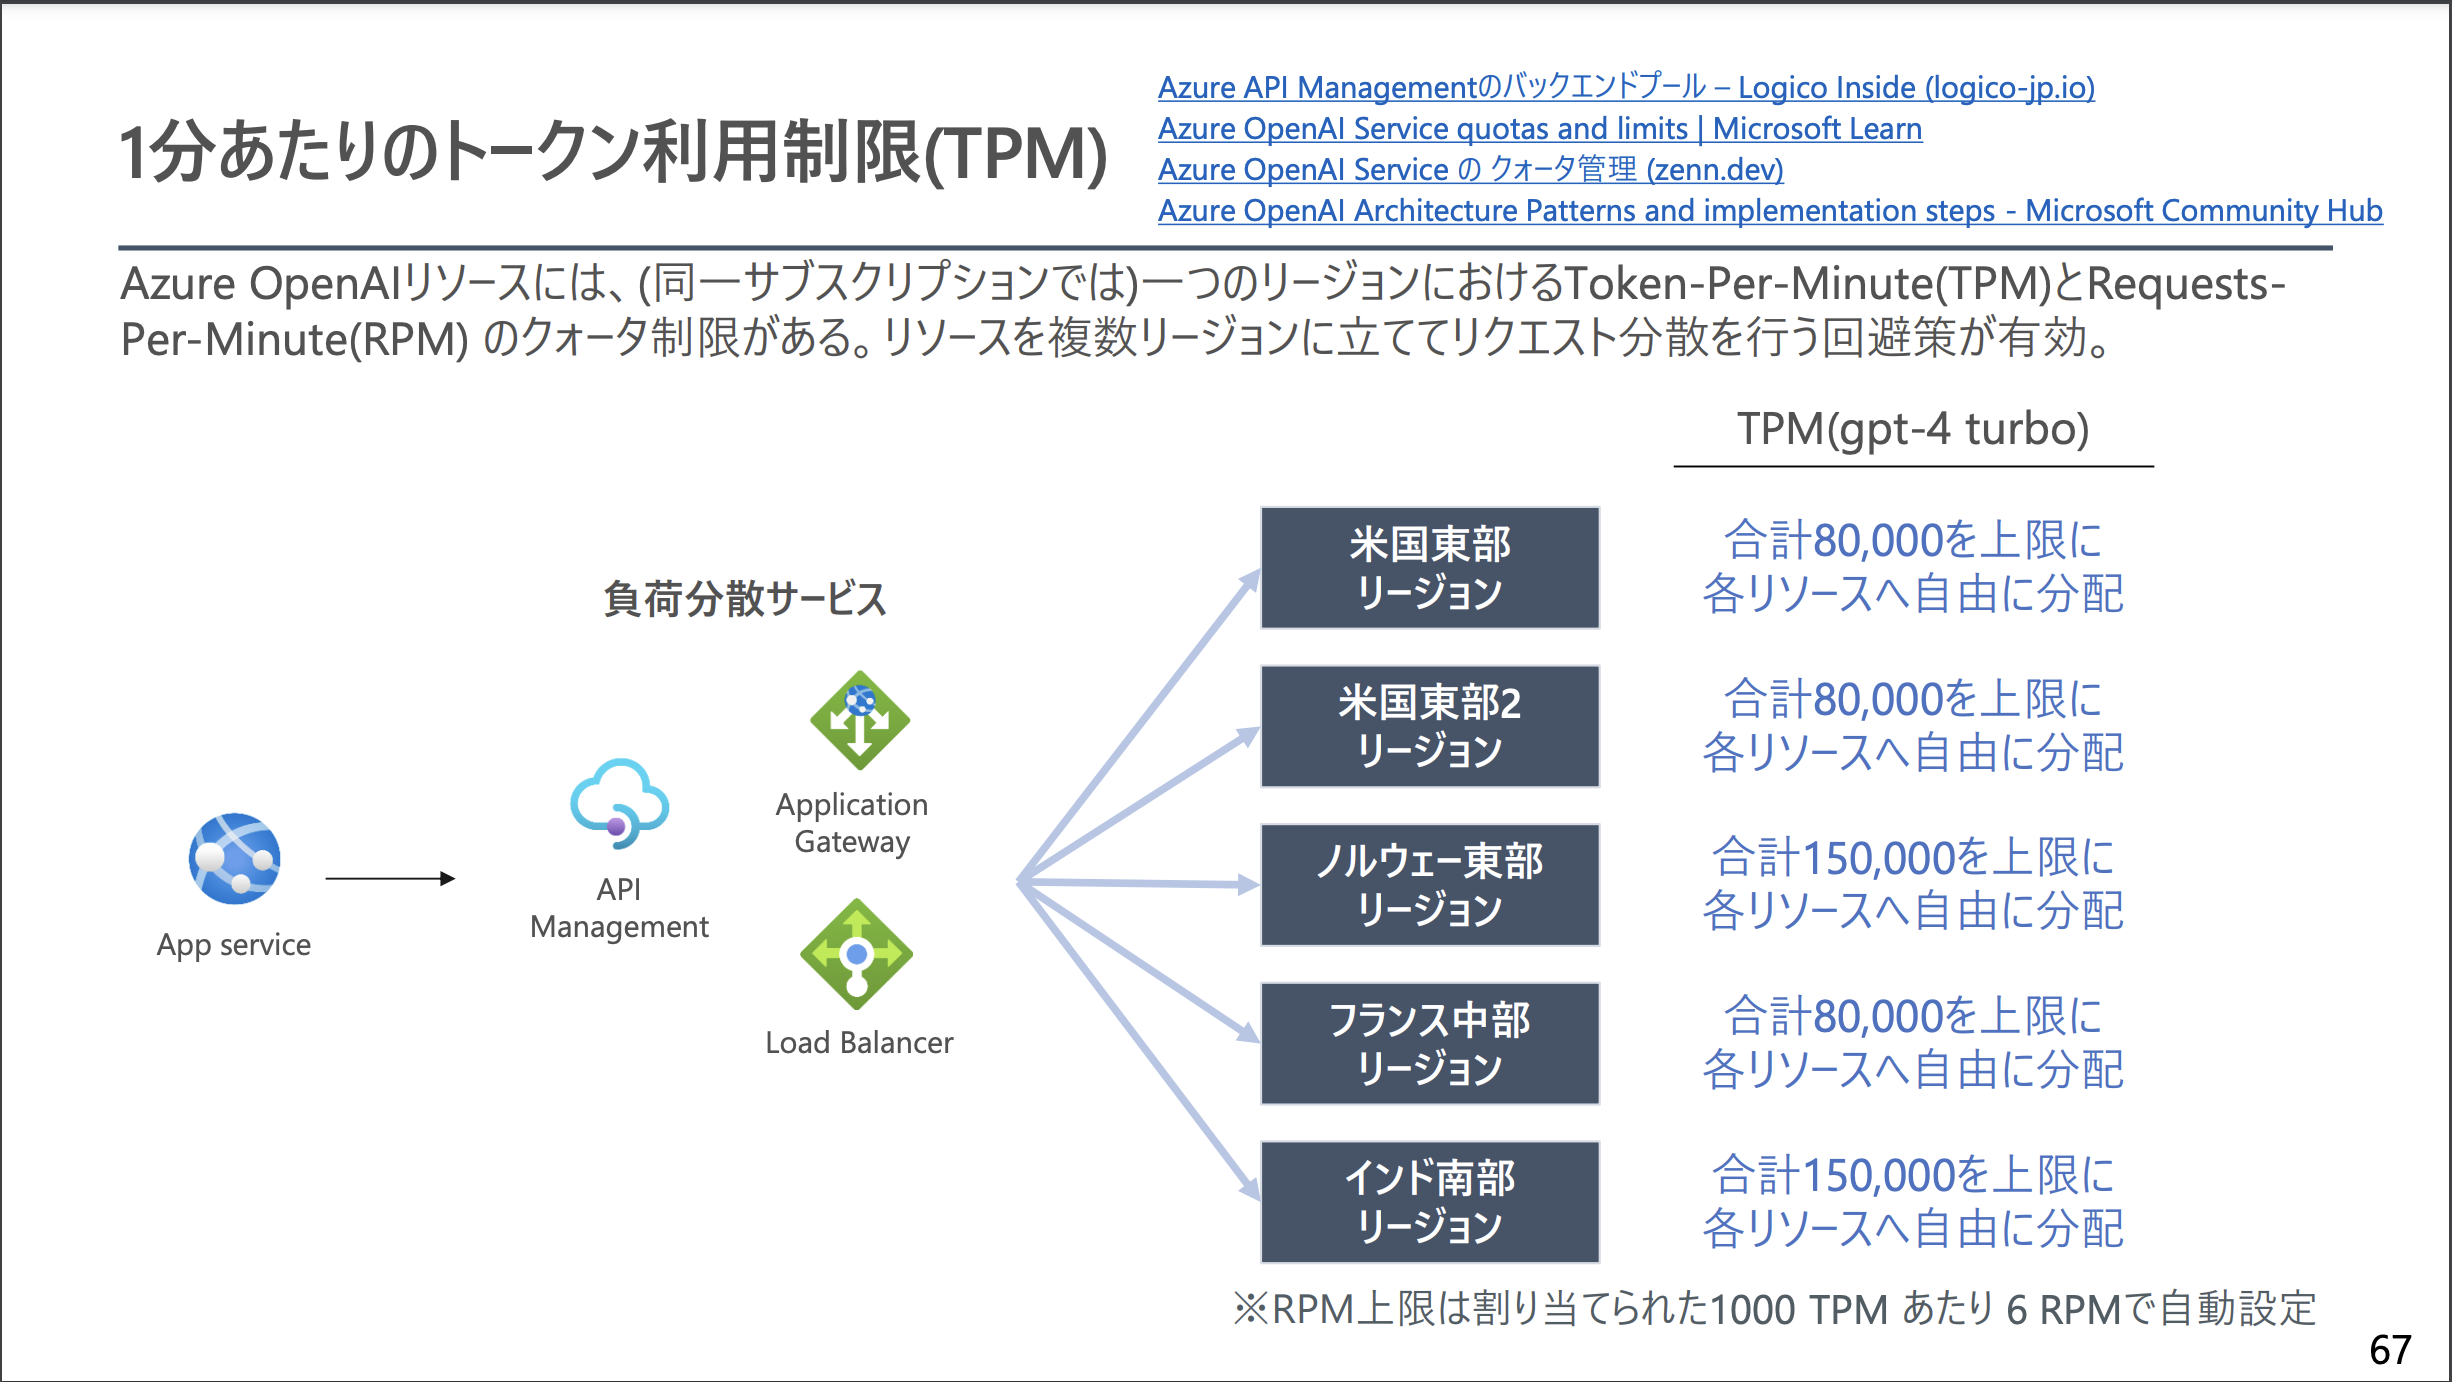 1分あたりのトークン利用制限(TPM)
Azure API Managementのバックエンドプール – Logico Inside (logico-jp.io)
Azure OpenAI Service quotas and limits | Microsoft Learn
Azure OpenAI Service の クォータ管理 (zenn.dev)
Azure OpenAI Architecture Patterns and implementation steps - Microsoft Community Hub
Azure OpenAIリソースには、(同一サブスクリプションでは)一つのリージョンにおけるToken-Per-Minute(TPM)とRequests-
Per-Minute(RPM) のクォータ制限がある。リソースを複数リージョンに立ててリクエスト分散を行う回避策が有効。
TPM(gpt-4 turbo)
負荷分散サービス
App service
API
Management
Application
Gateway
Load Balancer
米国東部
リージョン
合計80,000を上限に
各リソースへ自由に分配
米国東部2
リージョン
合計80,000を上限に
各リソースへ自由に分配
ノルウェー東部
リージョン
合計150,000を上限に
各リソースへ自由に分配
フランス中部
リージョン
合計80,000を上限に
各リソースへ自由に分配
インド南部
リージョン
合計150,000を上限に
各リソースへ自由に分配
※RPM上限は割り当てられた1000 TPM あたり 6 RPMで自動設定
67